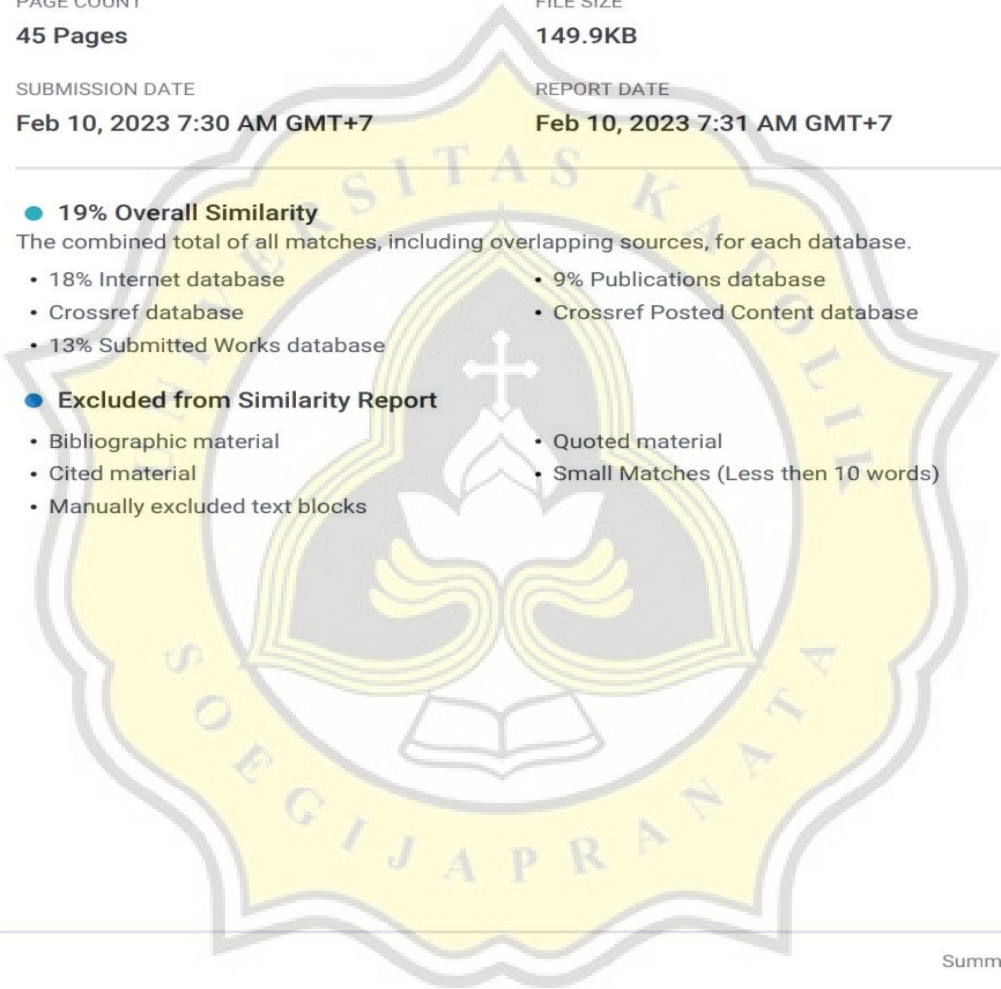 PAGE COUNT
FILE SIZE
45 Pages
149.9KB
SUBMISSION DATE
REPORT DATE
Feb 10, 2023 7:30 AM GMT+7
Feb 10, 2023 7:31 AM GMT+7
19% Overall Similarity
The combined total of all matches, including overlapping sources, for each database.
• 18% Internet database
• 9% Publications database
• Crossref database
• Crossref Posted Content database
• 13% Submitted Works database
Excluded from Similarity Report
• Bibliographic material
• Quoted material
• Cited material
• Small Matches (Less then 10 words)
• Manually excluded text blocks
UNIVERSITAS KATOLIK
SOEGIJAPRANATA
Summ